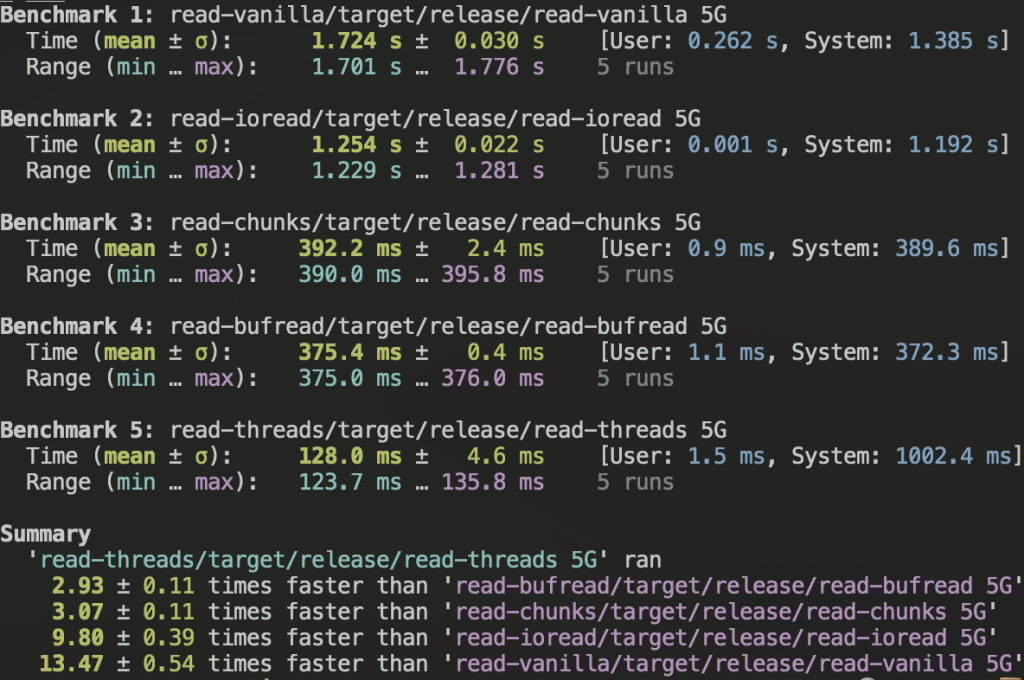 Benchmark 1: read-vanilla/target/release/read-vanilla 5G
Time (mean ± σ): 1.724 s ± 0.030 s [User: 0.262 s, System: 1.385 s]
Range (min … max): 1.701 s … 1.776 s 5 runs
Benchmark 2: read-ioread/target/release/read-ioread 5G
Time (mean ± σ): 1.254 s ± 0.022 s [User: 0.001 s, System: 1.192 s]
Range (min … max): 1.229 s … 1.281 s 5 runs
Benchmark 3: read-chunks/target/release/read-chunks 5G
Time (mean ± σ): 392.2 ms ± 2.4 ms [User: 0.9 ms, System: 389.6 ms]
Range (min … max): 390.0 ms … 395.8 ms 5 runs
Benchmark 4: read-bufread/target/release/read-bufread 5G
Time (mean ± σ): 375.4 ms ± 0.4 ms [User: 1.1 ms, System: 372.3 ms]
Range (min … max): 375.0 ms … 376.0 ms 5 runs
Benchmark 5: read-threads/target/release/read-threads 5G
Time (mean ± σ): 128.0 ms ± 4.6 ms [User: 1.5 ms, System: 1002.4 ms]
Range (min … max): 123.7 ms … 135.8 ms 5 runs
Summary
'read-threads/target/release/read-threads 5G' ran
2.93 ± 0.11 times faster than 'read-bufread/target/release/read-bufread 5G'
3.07 ± 0.11 times faster than 'read-chunks/target/release/read-chunks 5G'
9.80 ± 0.39 times faster than 'read-ioread/target/release/read-ioread 5G'
13.47 ± 0.54 times faster than 'read-vanilla/target/release/read-vanilla 5G'